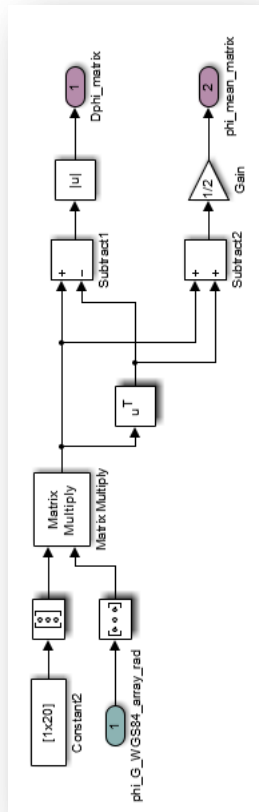 [1x20]
Constant2
1
phi_G_WGS84_array_rad
Matrix
Multiply
Matrix Multiply
uT
+
−
Subtract1
|u|
1
Dphi_matrix
+
+
Subtract2
1/2
Gain
2
phi_mean_matrix